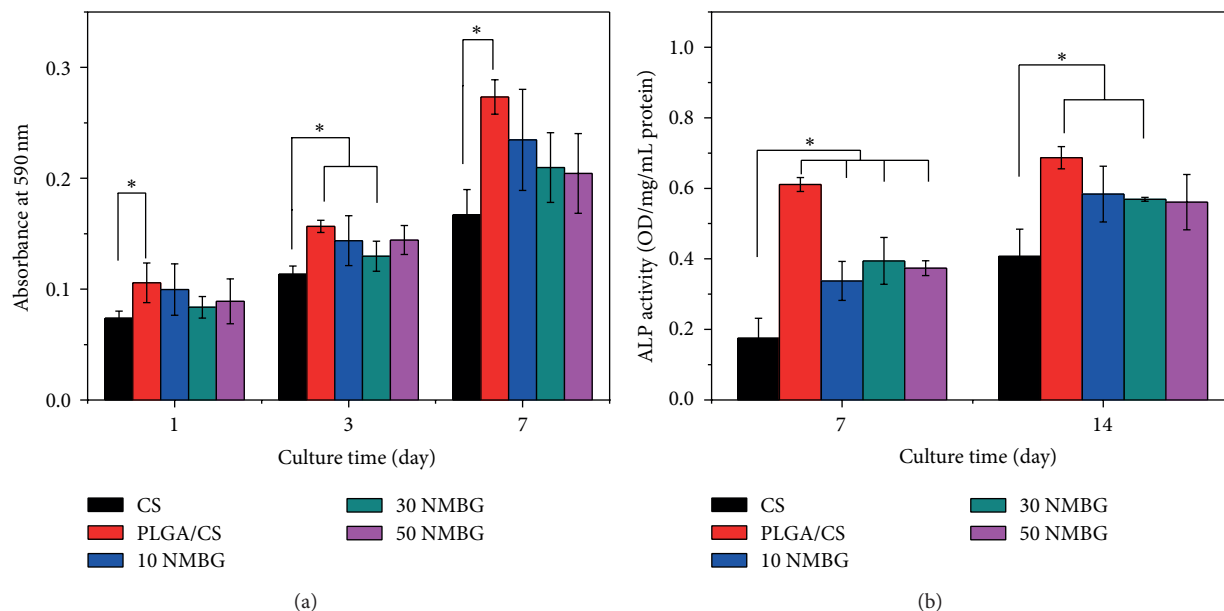 Absorbance at 590 nm
0.3
0.2
0.1
0.0
*
*
*
1
3
7
Culture time (day)
CS
PLGA/CS
10 NMBG
30 NMBG
50 NMBG
(a)
ALP activity (OD/mg/mL protein)
1.0
0.8
0.6
0.4
0.2
0.0
*
*
7
14
Culture time (day)
CS
PLGA/CS
10 NMBG
30 NMBG
50 NMBG
(b)